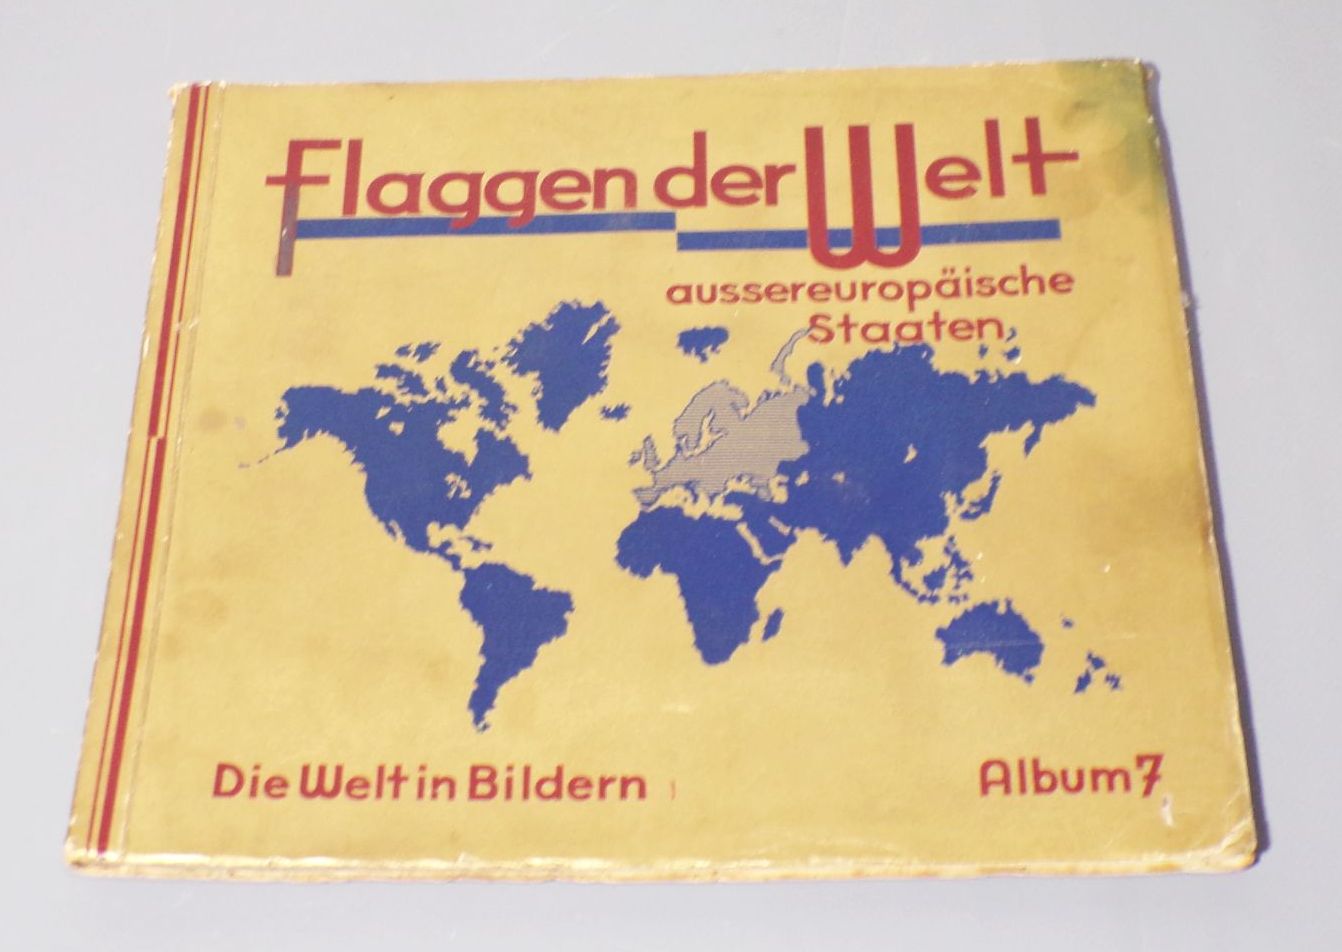 Flaggen der Welt
aussereuropäische
Staaten
Die Welt in Bildern
Album 7